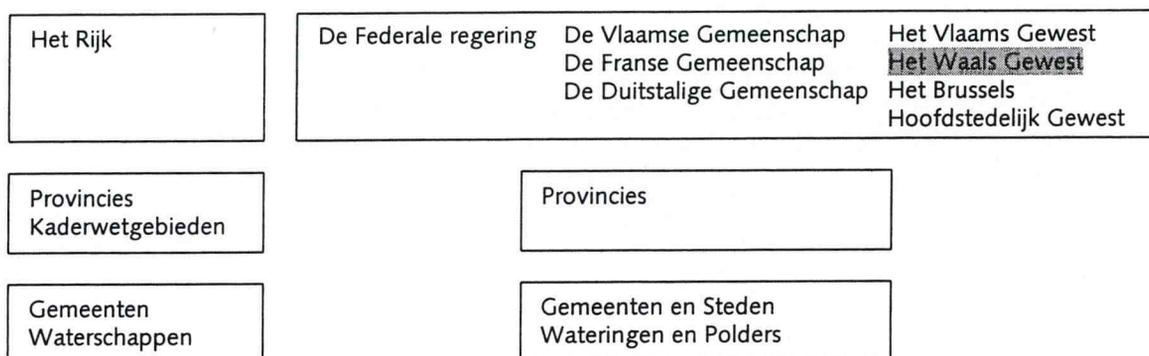 Het Rijk
De Federale regering De Vlaamse Gemeenschap Het Vlaams Gewest
De Franse Gemeenschap Het Waals Gewest
De Duitstalige Gemeenschap Het Brussels
Hoofdstedelijk Gewest
Provincies
Kaderwetgebieden
Provincies
Gemeenten
Waterschappen
Gemeenten en Steden
Wateringen en Polders